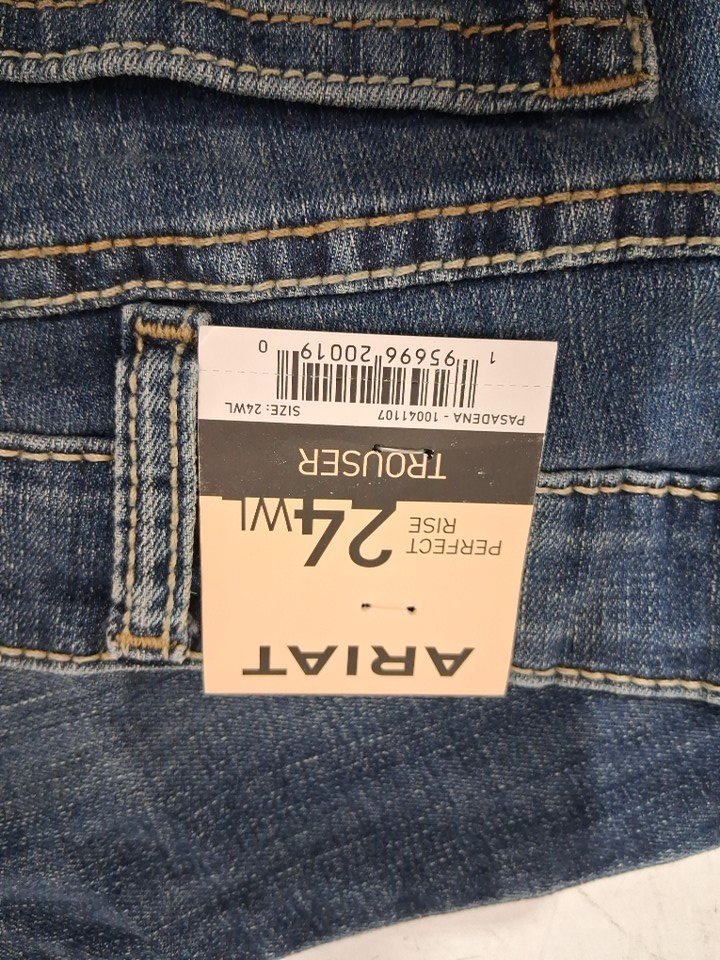 ARIAT
PERFECT
RISE
24WL
TROUSER
PASADENA - 10041107 SIZE: 24WL
1 95696 20019 0